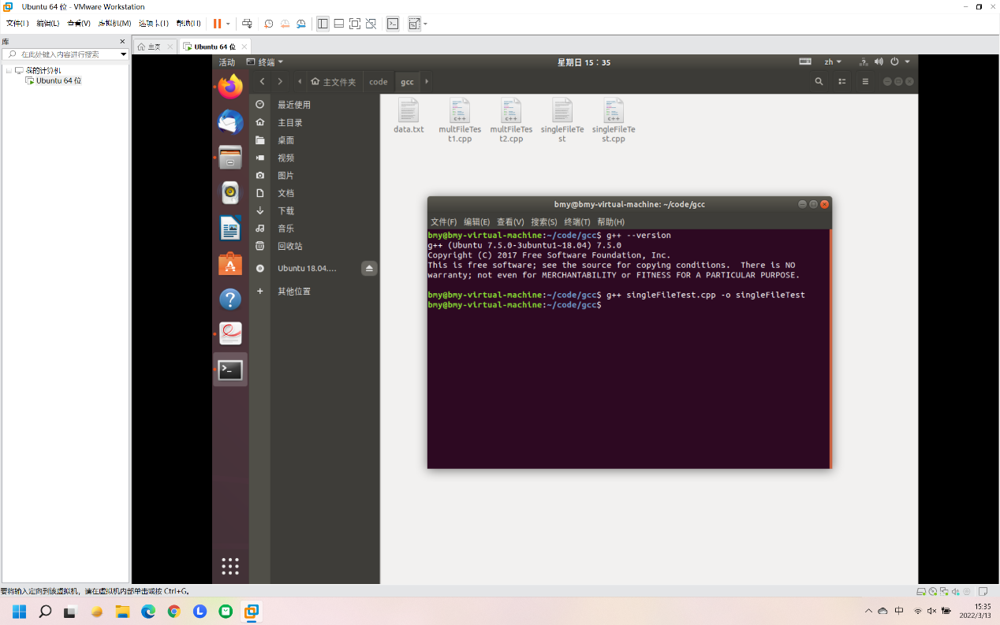 Ubuntu 64 位 - VMware Workstation
文件(F) 编辑(E) 查看(V) 虚拟机(M) 选项卡(T) 帮助(H)
库
在此处键入内容进行搜索
我的计算机
Ubuntu 64 位
主页
Ubuntu 64 位
活动
终端
星期日 15：35
zh
主文件夹
code
gcc
最近使用
主目录
桌面
视频
图片
文档
下载
音乐
回收站
Ubuntu 18.04....
其他位置
data.txt
multFileTes
t1.cpp
multFileTes
t2.cpp
singleFileTe
st
singleFileTe
st.cpp
bmy@bmy-virtual-machine: ~/code/gcc
文件(F) 编辑(E) 查看(V) 搜索(S) 终端(T) 帮助(H)
bmy@bmy-virtual-machine:~/code/gcc$ g++ --version
g++ (Ubuntu 7.5.0-3ubuntu1~18.04) 7.5.0
Copyright (C) 2017 Free Software Foundation, Inc.
This is free software; see the source for copying conditions.  There is NO
warranty; not even for MERCHANTABILITY or FITNESS FOR A PARTICULAR PURPOSE.
bmy@bmy-virtual-machine:~/code/gcc$ g++ singleFileTest.cpp -o singleFileTest
bmy@bmy-virtual-machine:~/code/gcc$
要将输入定向到该虚拟机，请在虚拟机内部单击或按 Ctrl+G。
中
15:35
2022/3/13